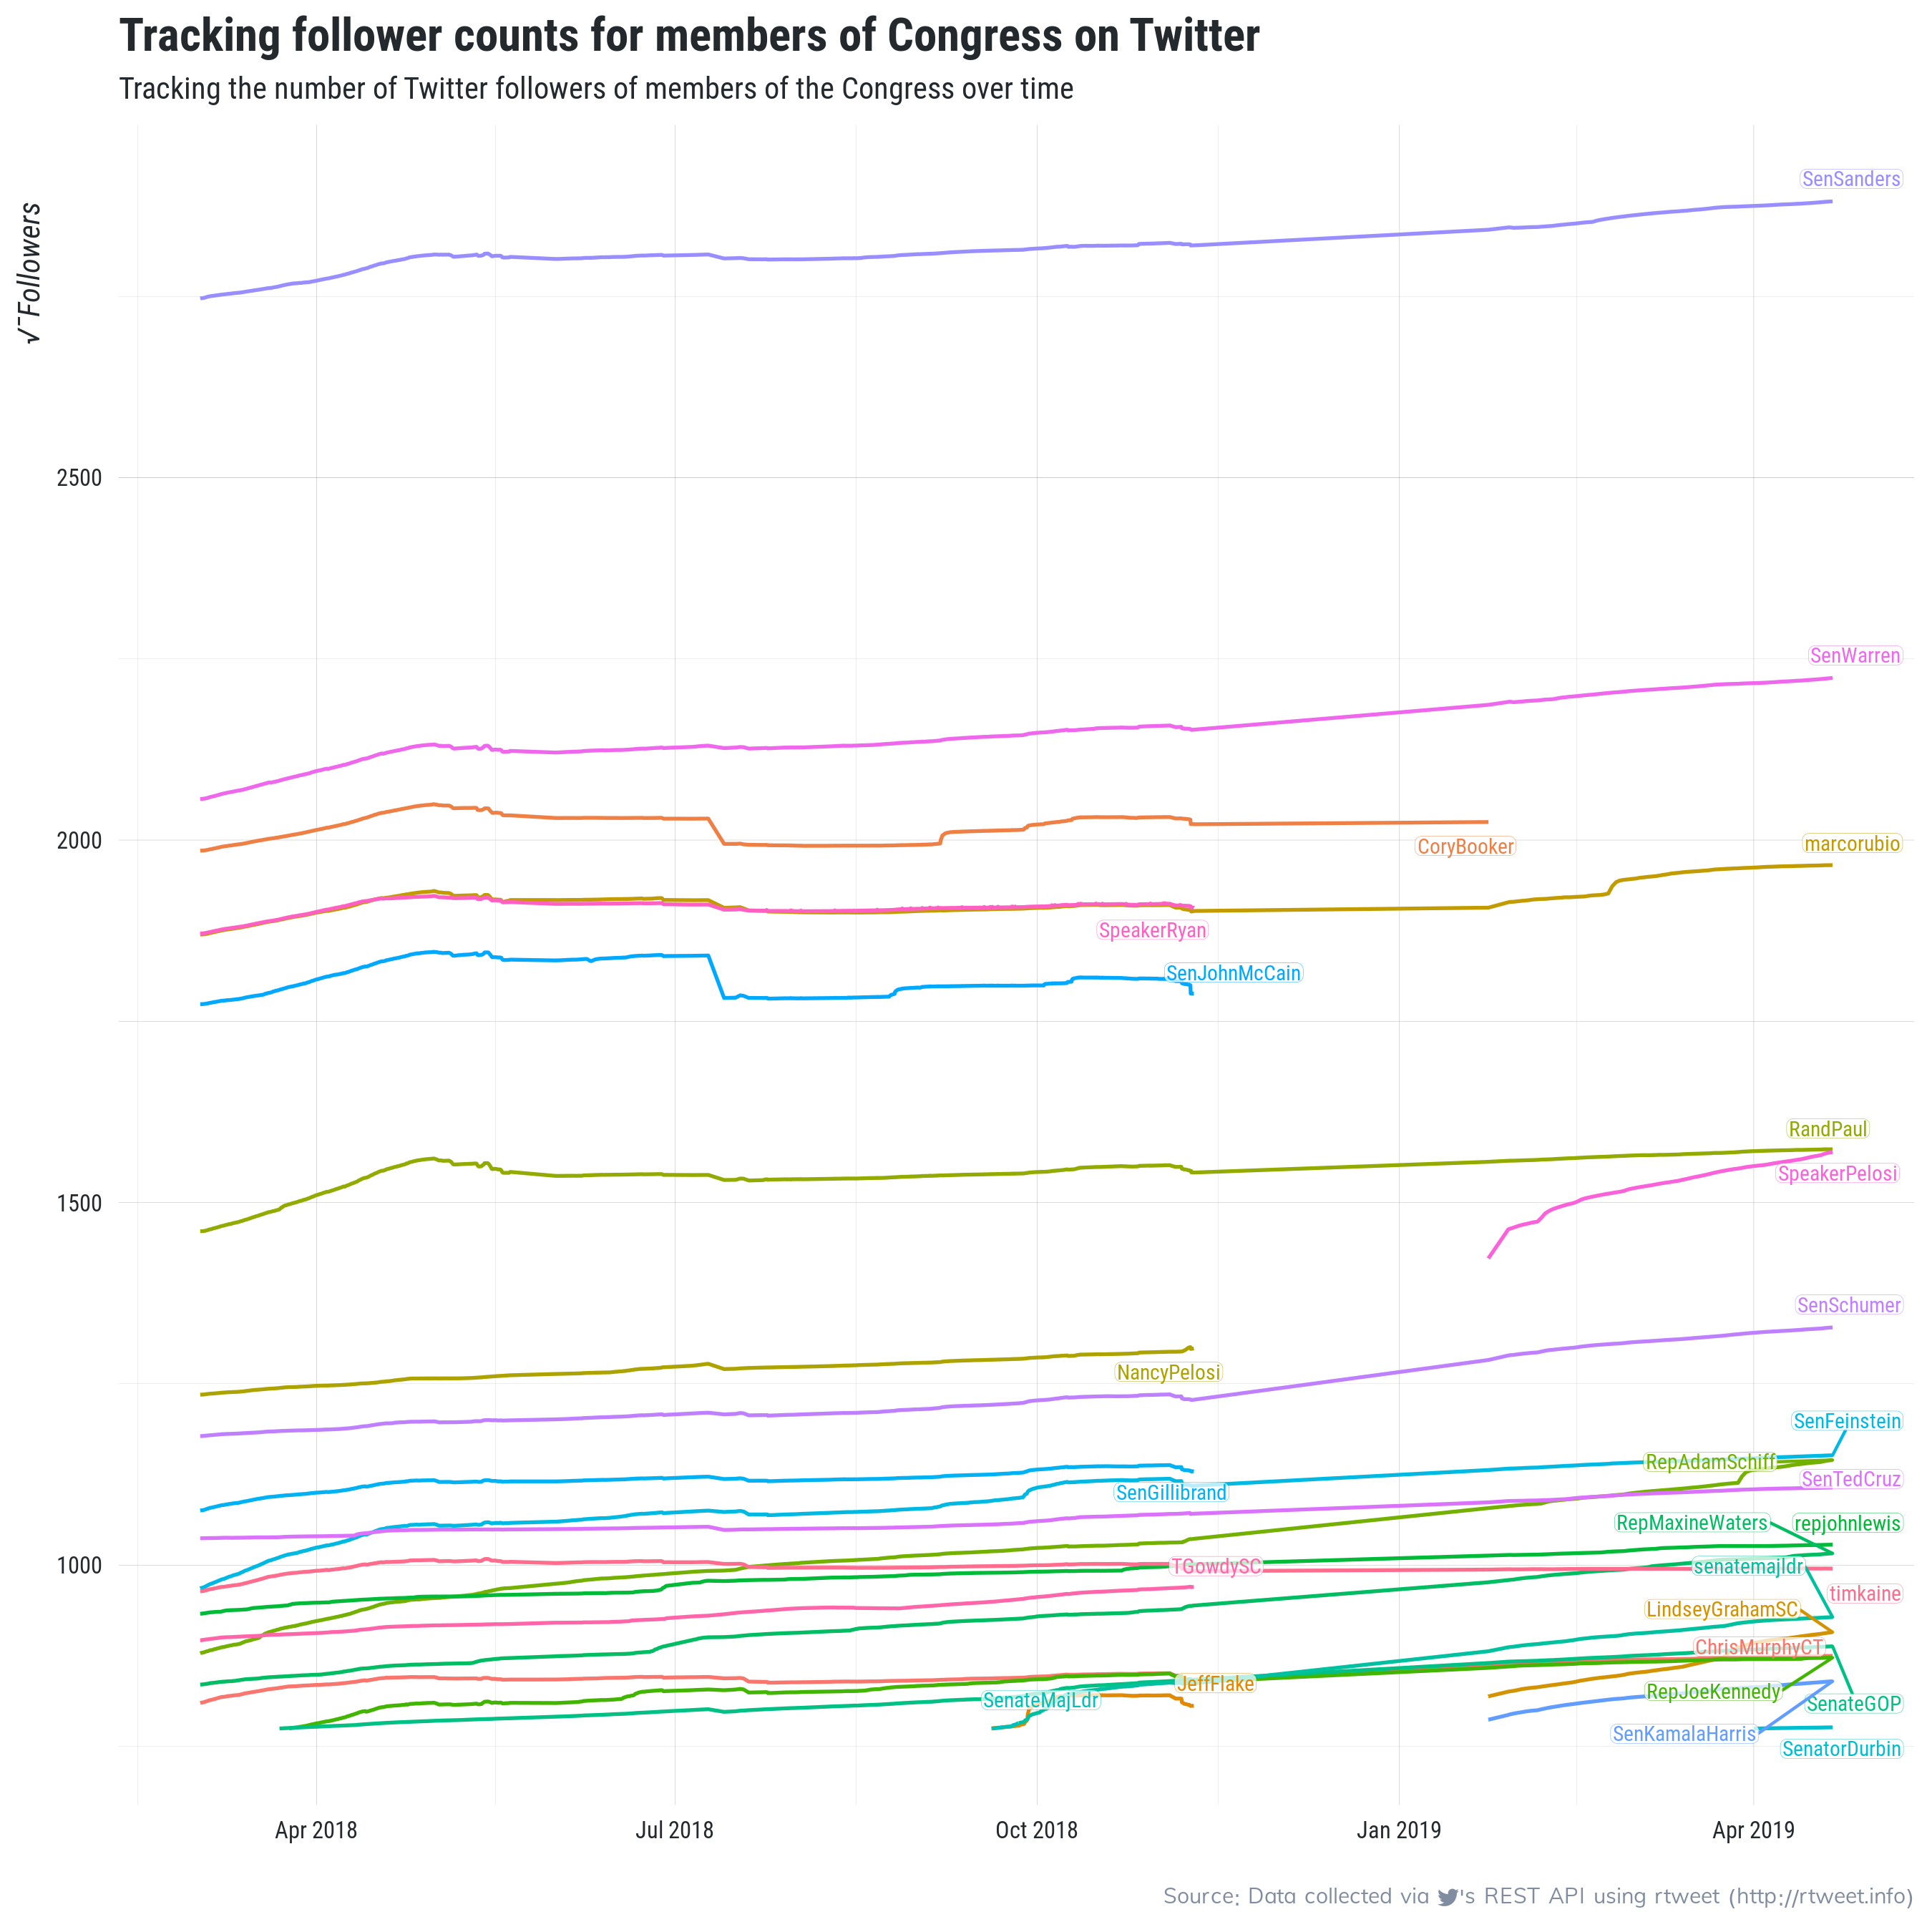 Tracking follower counts for members of Congress on Twitter
Tracking the number of Twitter followers of members of the Congress over time
√‾Followers
2500
2000
1500
1000
SenSanders
SenWarren
CoryBooker
marcorubio
SpeakerRyan
SenJohnMcCain
RandPaul
SpeakerPelosi
SenSchumer
NancyPelosi
SenFeinstein
RepAdamSchiff
SenTedCruz
SenGillibrand
RepMaxineWaters
repjohnlewis
TGowdySC
senatemajldr
timkaine
LindseyGrahamSC
ChrisMurphyCT
JeffFlake
RepJoeKennedy
SenateMajLdr
SenateGOP
SenKamalaHarris
SenatorDurbin
Apr 2018
Jul 2018
Oct 2018
Jan 2019
Apr 2019
Source: Data collected via 's REST API using rtweet (http://rtweet.info)